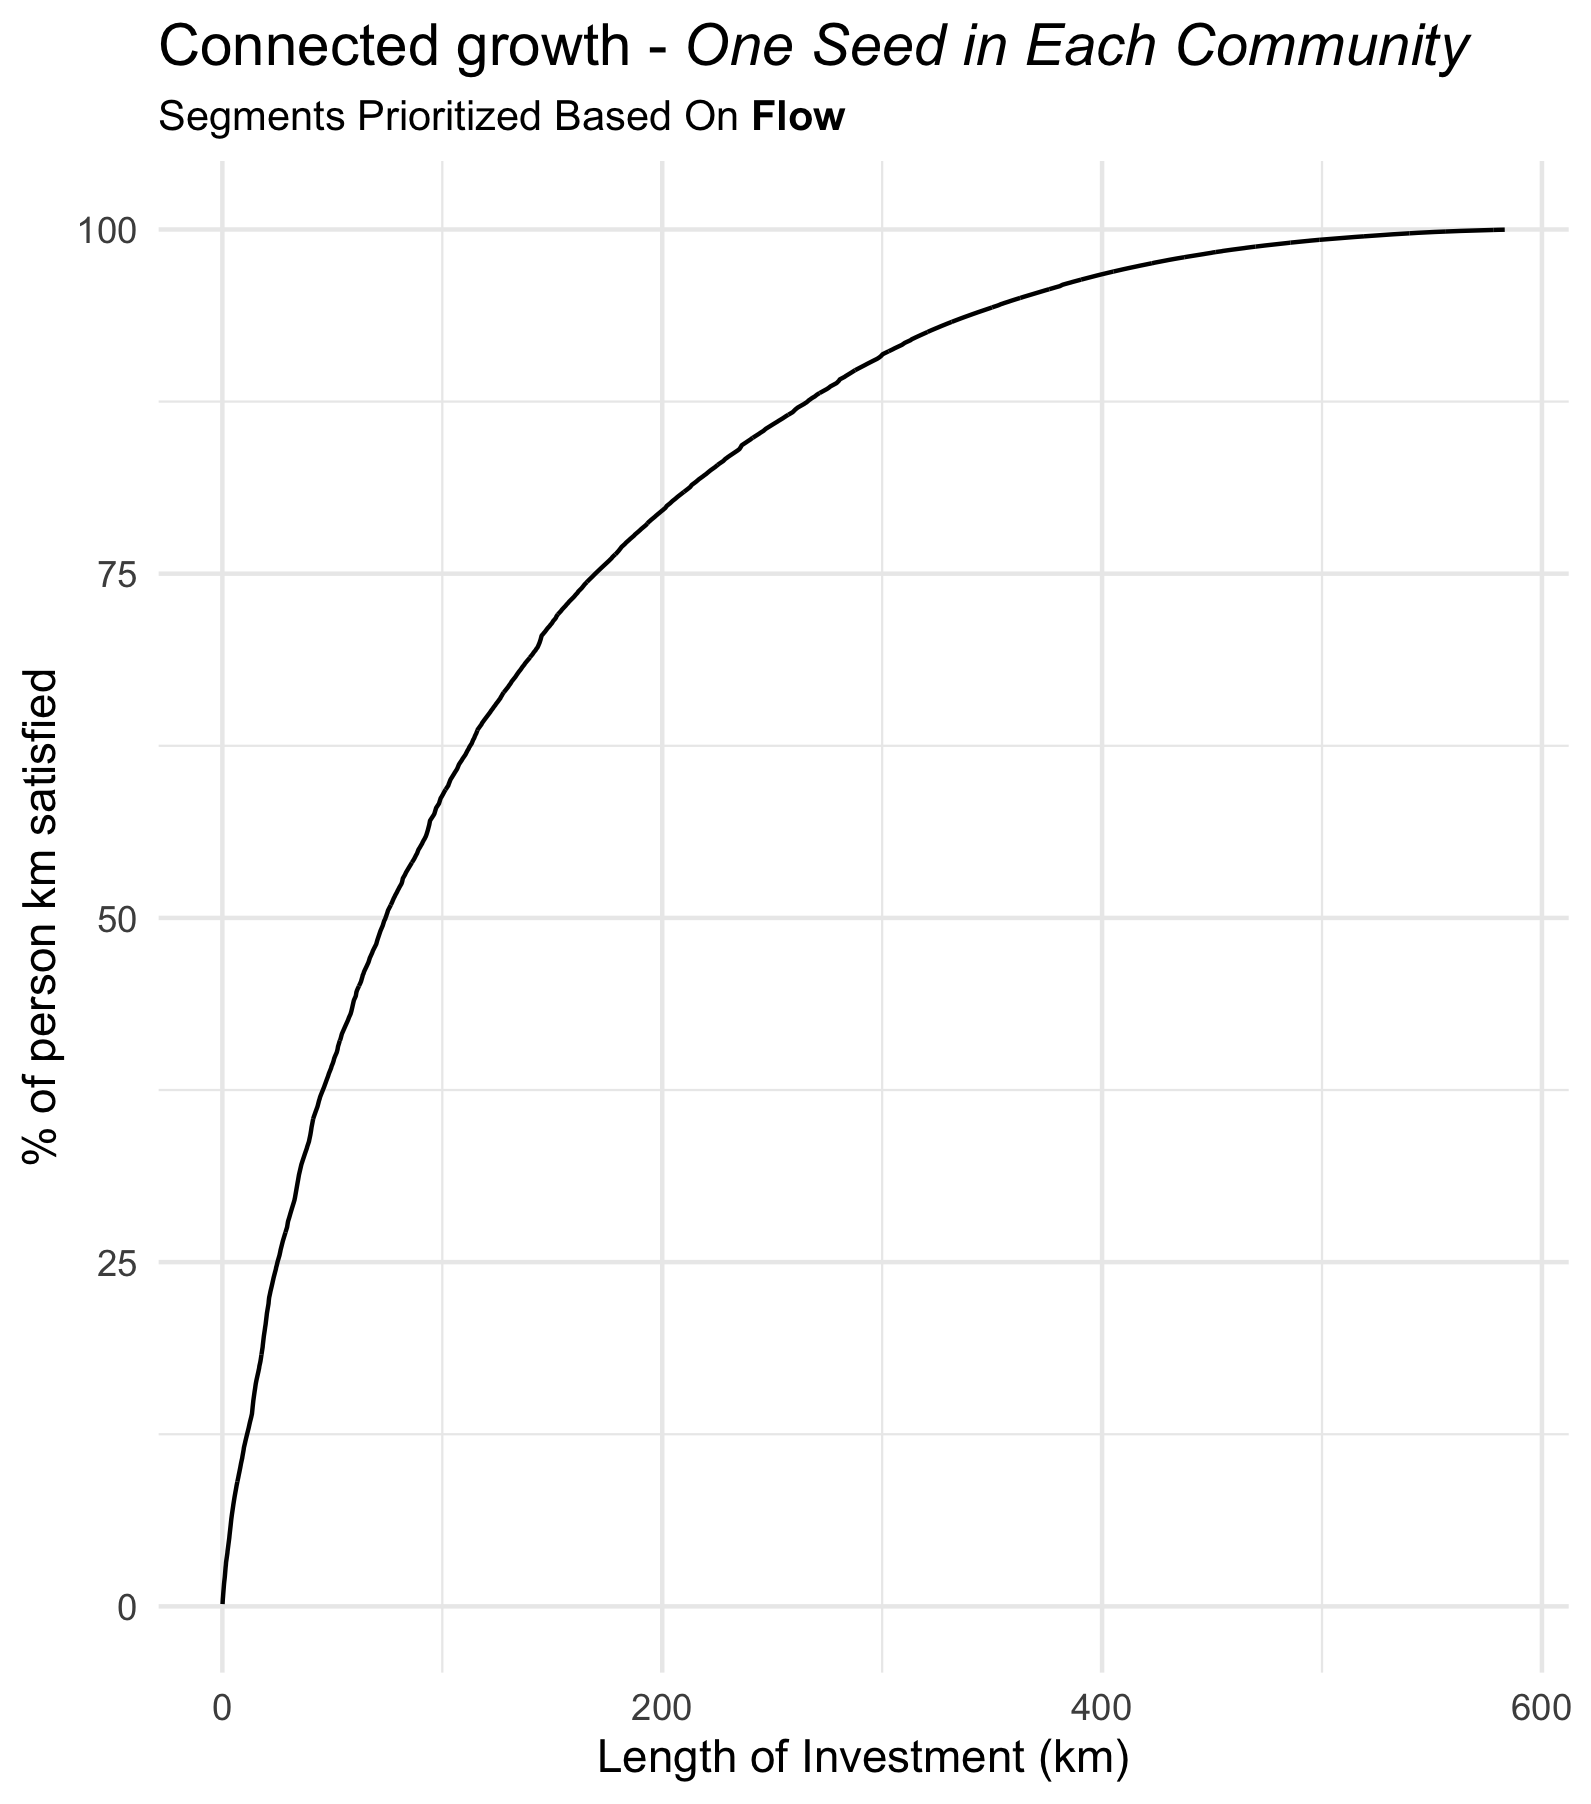 Connected growth - One Seed in Each Community
Segments Prioritized Based On Flow
100
75
50
25
0
% of person km satisfied
0 200 400 600
Length of Investment (km)